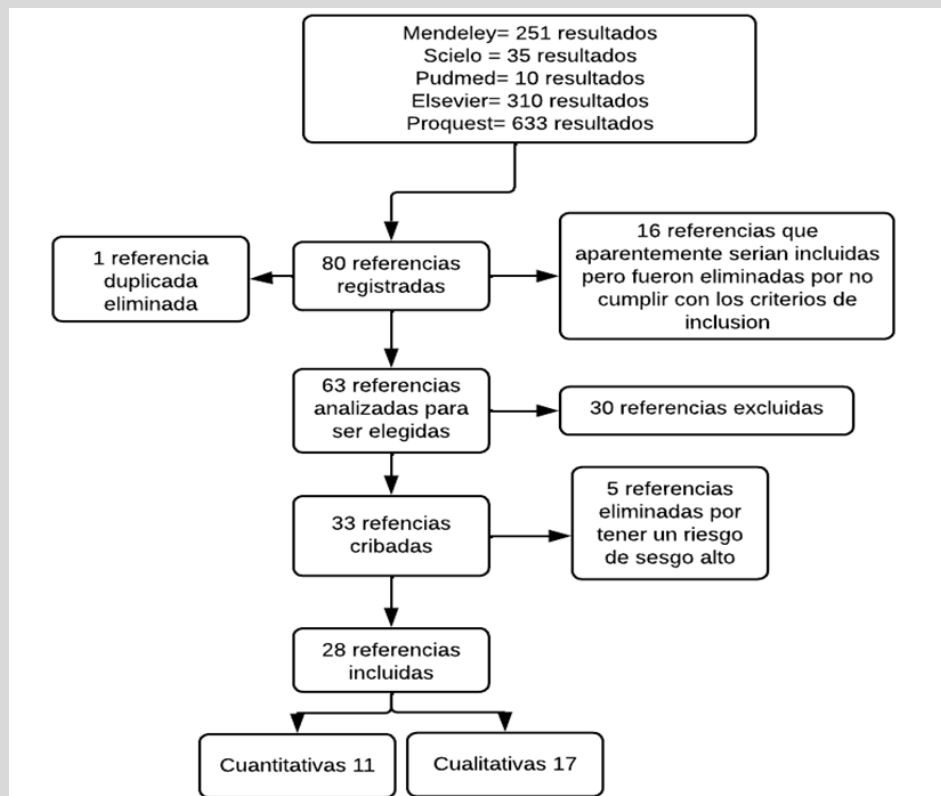 Mendeley= 251 resultados
Scielo = 35 resultados
Pudmed= 10 resultados
Elsevier= 310 resultados
Proquest= 633 resultados
1 referencia
duplicada
eliminada
80 referencias
registradas
16 referencias que
aparentemente serian incluidas
pero fueron eliminadas por no
cumplir con los criterios de
inclusion
63 referencias
analizadas para
ser elegidas
30 referencias excluidas
33 refencias
cribadas
5 referencias
eliminadas por
tener un riesgo
de sesgo alto
28 referencias
incluidas
Cuantitativas 11
Cualitativas 17